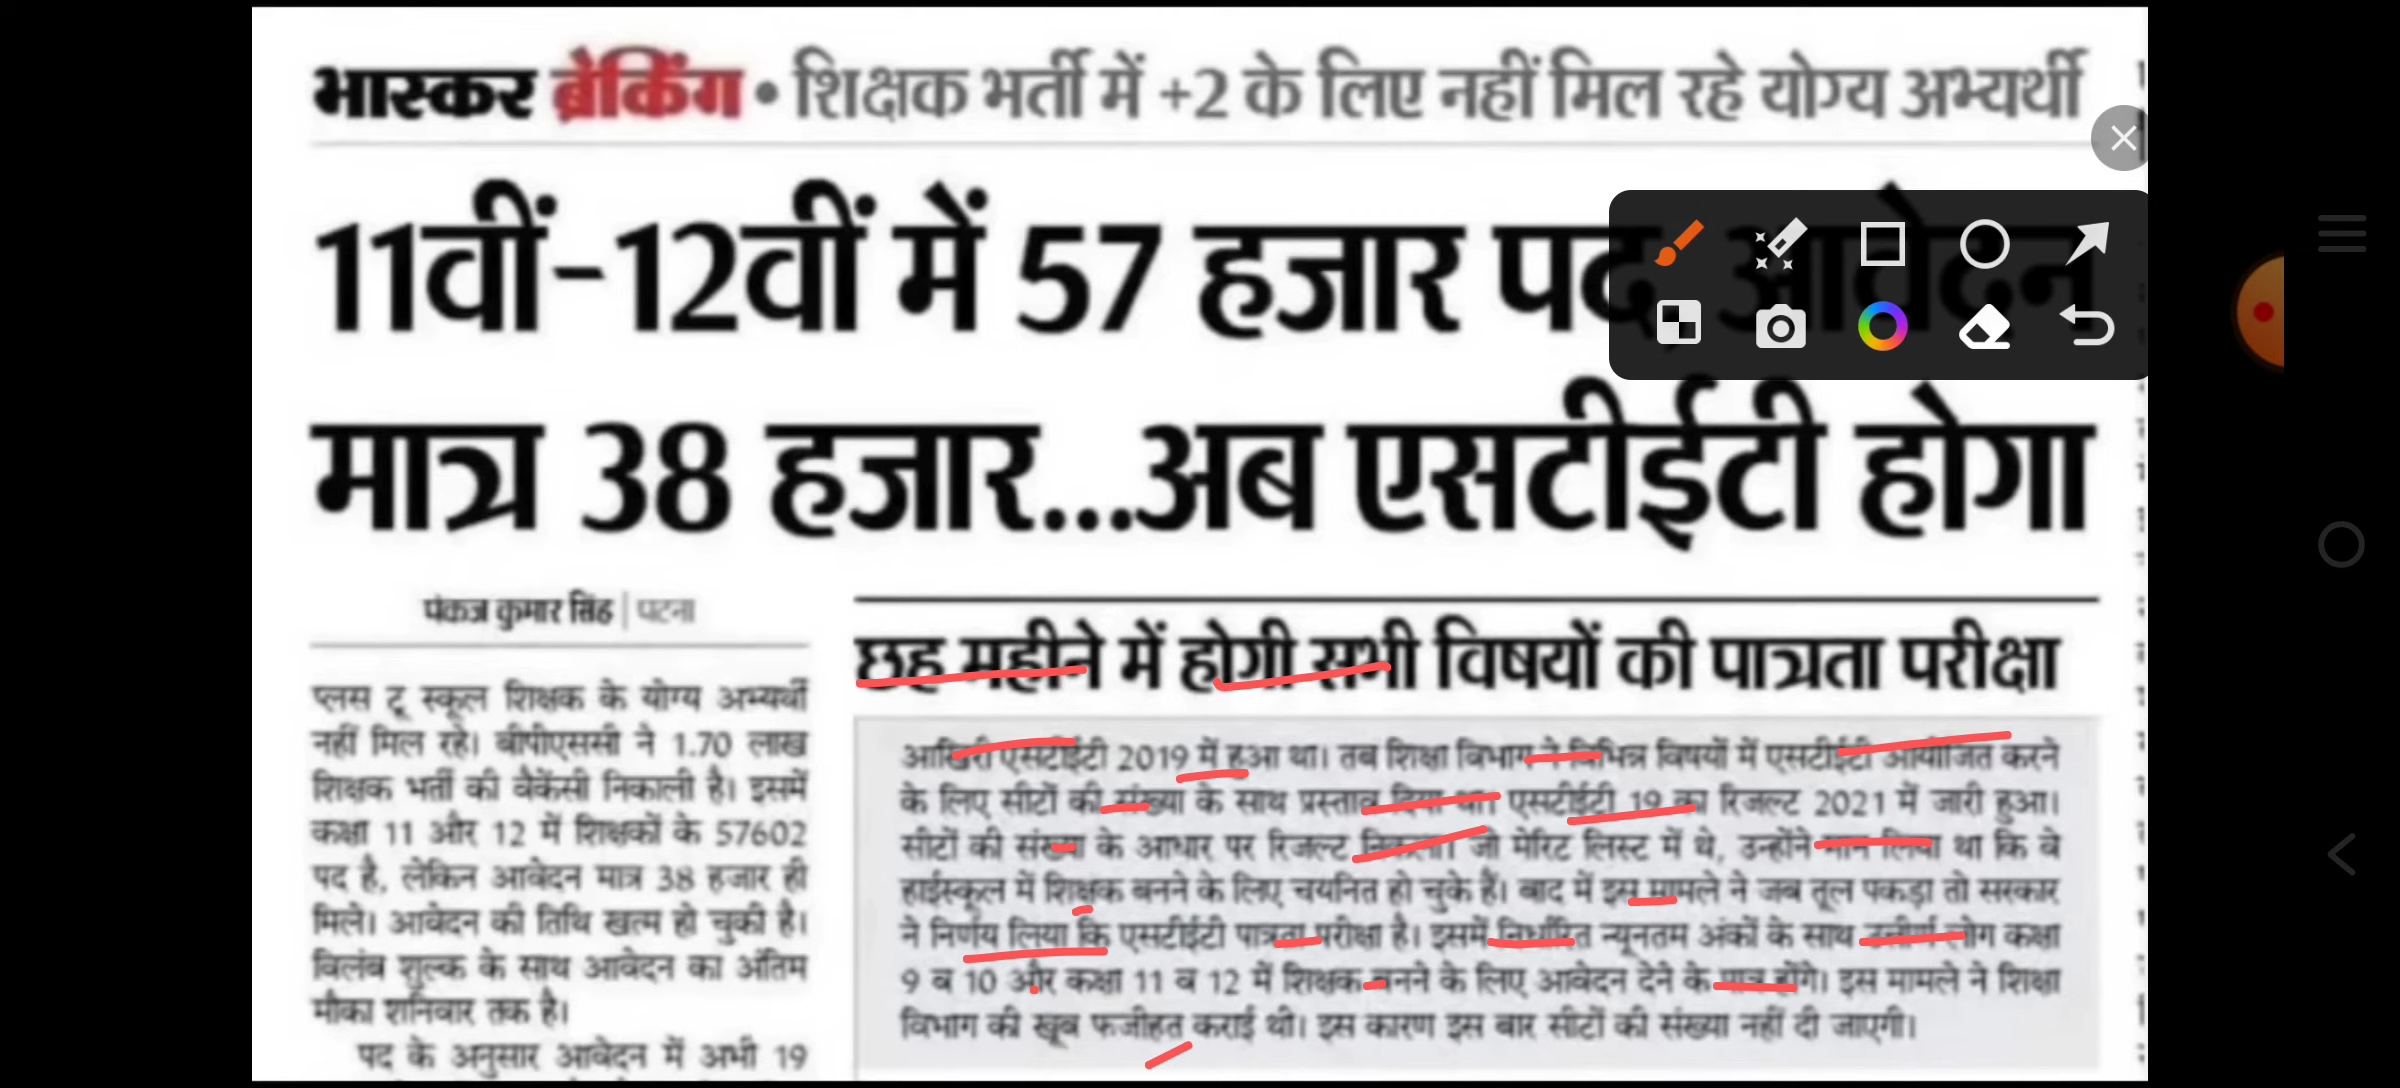 भास्कर ब्रेकिंग • शिक्षक भर्ती में +2 के लिए नहीं मिल रहे योग्य अभ्यर्थी
11वीं-12वीं में 57 हजार पद, आवेदन
मात्र 38 हजार...अब एसटीईटी होगा
पंकज कुमार सिंह | पटना
प्लस टू स्कूल शिक्षक के योग्य अभ्यर्थी
नहीं मिल रहे। बीपीएससी ने 1.70 लाख
शिक्षक भर्ती की वैकेंसी निकाली है। इसमें
कक्षा 11 और 12 में शिक्षकों के 57602
पद है, लेकिन आवेदन मात्र 38 हजार ही
मिले। आवेदन की तिथि खत्म हो चुकी है।
विलंब शुल्क के साथ आवेदन का अंतिम
मौका शनिवार तक है।
पद के अनुसार आवेदन में अभी 19
छह महीने में होगी सभी विषयों की पात्रता परीक्षा
आखिरी एसटीईटी 2019 में हुआ था। तब शिक्षा विभाग ने विभिन्न विषयों में एसटीईटी आयोजित करने
के लिए सीटों की संख्या के साथ प्रस्ताव दिया था। एसटीईटी 19 का रिजल्ट 2021 में जारी हुआ।
सीटों की संख्या के आधार पर रिजल्ट निकला। जो मेरिट लिस्ट में थे, उन्होंने मान लिया था कि वे
हाईस्कूल में शिक्षक बनने के लिए चयनित हो चुके हैं। बाद में इस मामले ने जब तूल पकड़ा तो सरकार
ने निर्णय लिया कि एसटीईटी पात्रता परीक्षा है। इसमें निर्धारित न्यूनतम अंकों के साथ उत्तीर्ण लोग कक्षा
9 व 10 और कक्षा 11 व 12 में शिक्षक बनने के लिए आवेदन देने के पात्र होंगे। इस मामले ने शिक्षा
विभाग की खूब फजीहत कराई थी। इस कारण इस बार सीटों की संख्या नहीं दी जाएगी।